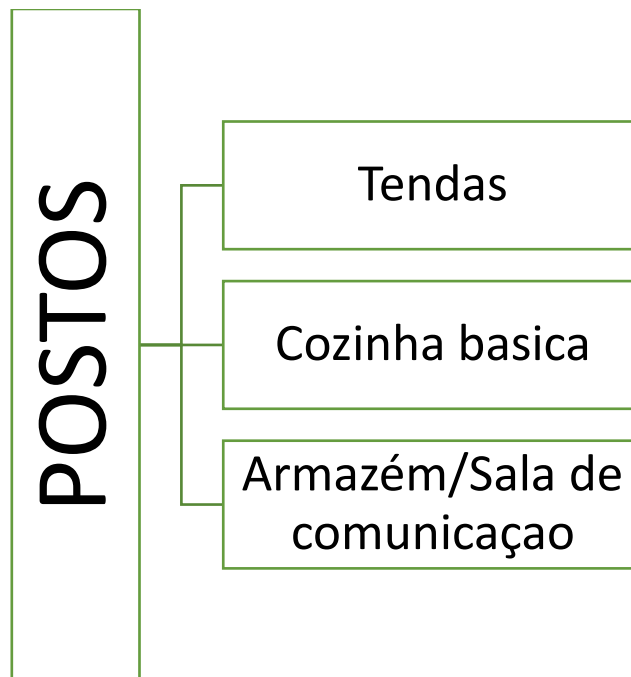 POSTOS
Tendas
Cozinha basica
Armazém/Sala de
comunicaçao